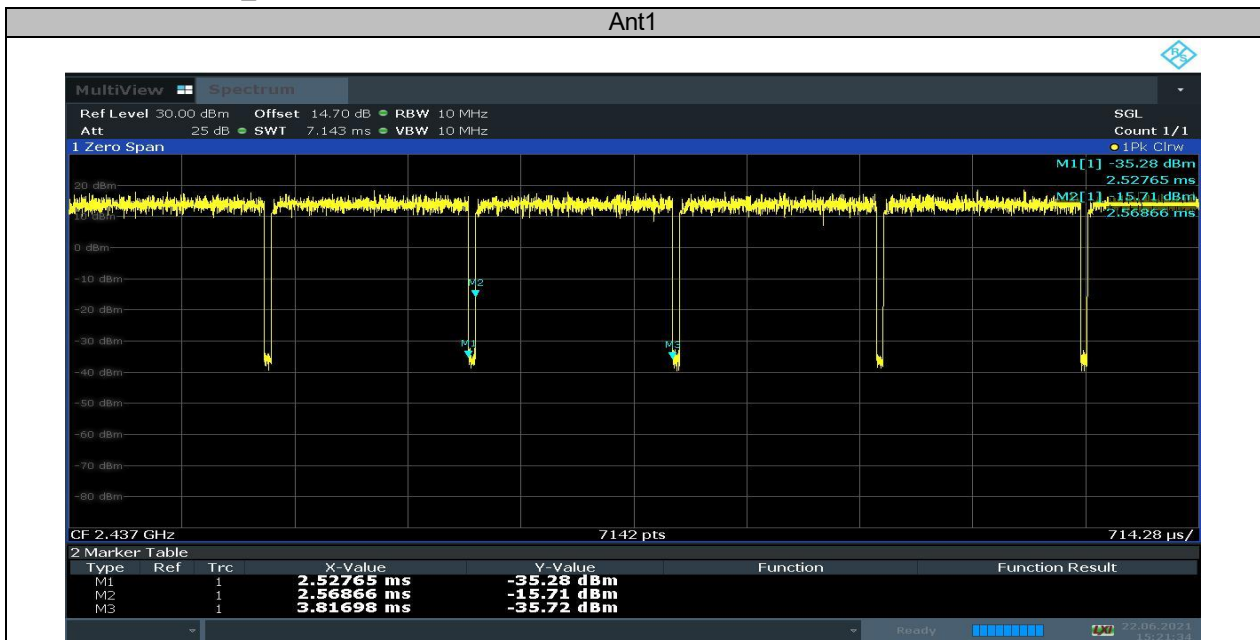 Ant1
R&S
MultiView Spectrum
Ref Level 30.00 dBm Offset 14.70 dB RBW 10 MHz SGL
Att 25 dB SWT 7.143 ms VBW 10 MHz Count 1/1
1 Zero Span 1Pk Clrw
M1[1] -35.28 dBm
2.52765 ms
20 dBm
M2[1] -15.71 dBm
10 dBm
2.56866 ms
0 dBm
-10 dBm
M2
-20 dBm
-30 dBm
M1 M3
-40 dBm
-50 dBm
-60 dBm
-70 dBm
-80 dBm
CF 2.437 GHz 7142 pts 714.28 µs/
2 Marker Table
Type Ref Trc X-Value Y-Value Function Function Result
M1 1 2.52765 ms -35.28 dBm
M2 1 2.56866 ms -15.71 dBm
M3 1 3.81698 ms -35.72 dBm
Ready 22.06.2021
15:21:34